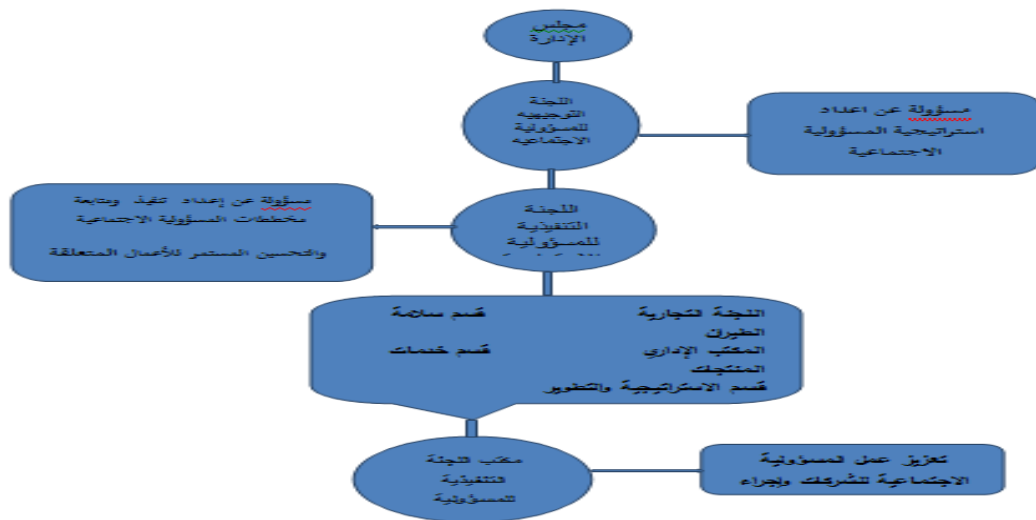 مجلس
الإدارة
اللجنة
التوجيهيه
للمسؤولية
الاجتماعيه
مسؤولة عن اعداد
استراتيجية المسؤولية
الاجتماعية
اللجنة
التنفيذية
للمسؤولية
مسؤولة عن إعداد تنفيذ ومتابعة
مخططات المسؤولية الاجتماعية
والتحسين المستمر للأعمال المتعلقة
اللجنة التجارية قسم سلامة
الطيران
المكتب الإداري قسم خدمات
المنتجات
قسم الاستراتيجية والتطوير
مكتب اللجنة
التنفيذية
للمسؤولية
تعزيز عمل المسؤولية
الاجتماعية للشركات وإجراء